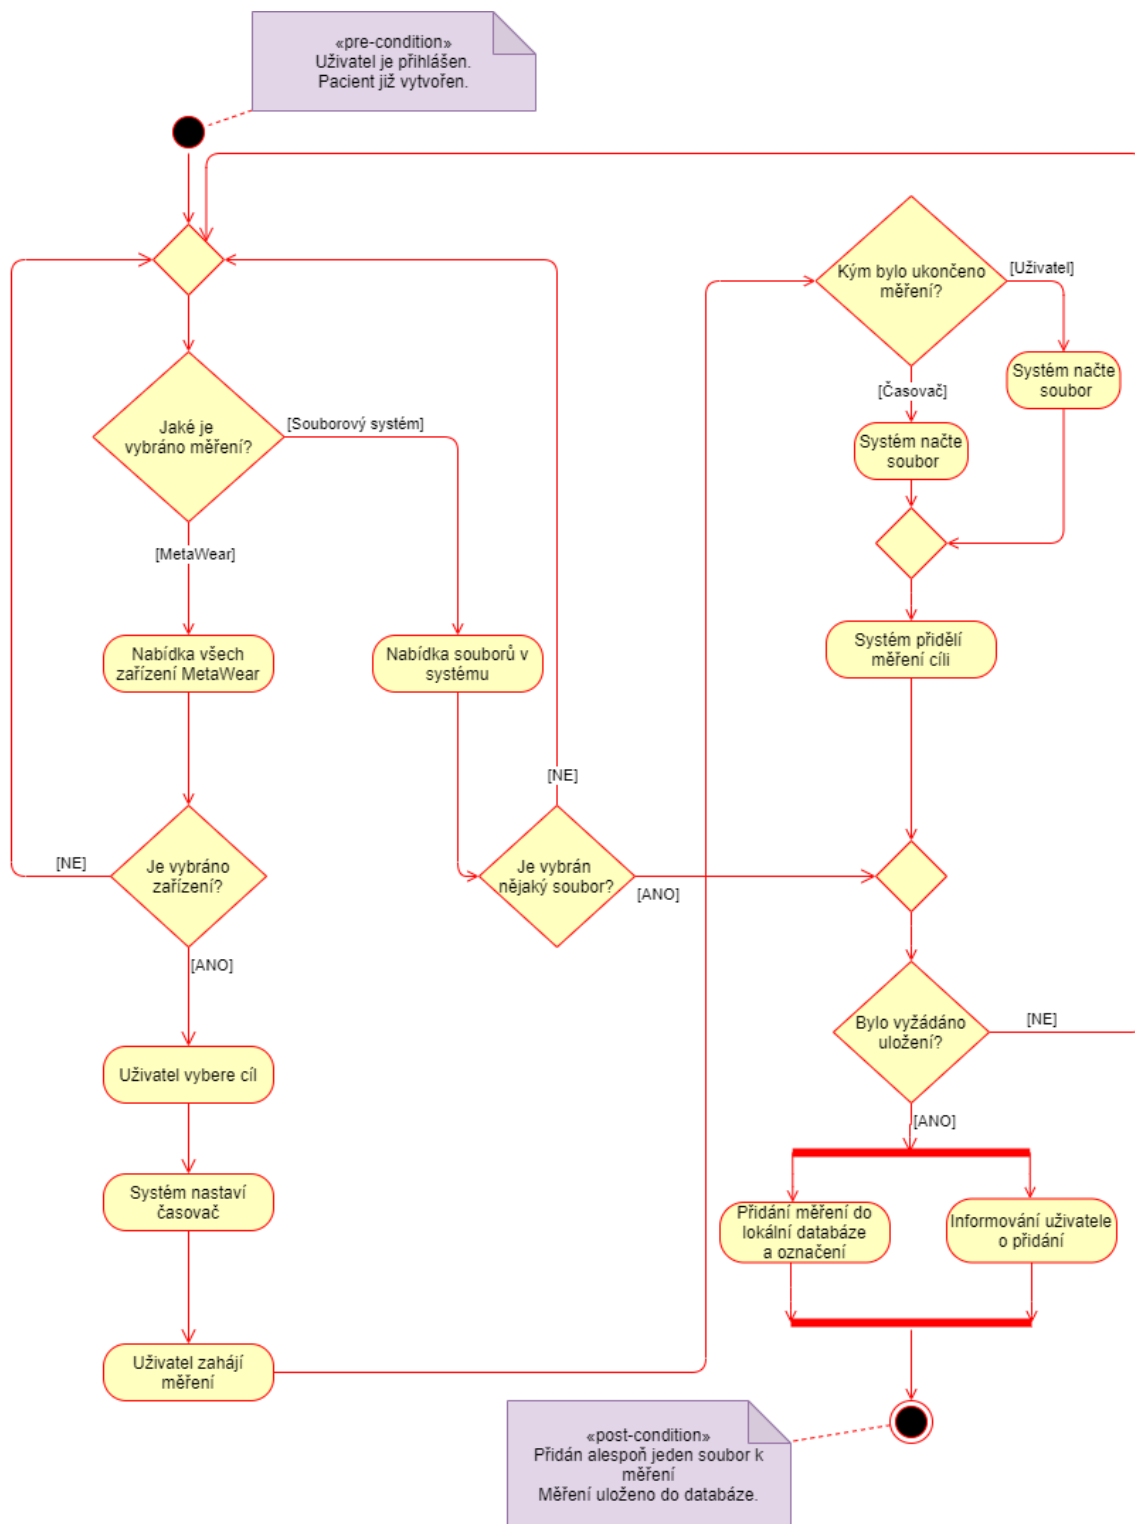 «pre-condition»
Uživatel je přihlášen.
Pacient již vytvořen.
Kým bylo ukončeno
měření?
[Uživatel]
Systém načte
soubor
[Časovač]
Systém načte
soubor
Jaké je
vybráno měření?
[Souborový systém]
[MetaWear]
Nabídka všech
zařízení MetaWear
Nabídka souborů v
systému
Systém přidělí
měření cíli
[NE]
Je vybráno
zařízení?
[NE]
Je vybrán
nějaký soubor?
[ANO]
[ANO]
Bylo vyžádáno
uložení?
[NE]
Uživatel vybere cíl
[ANO]
Systém nastaví
časovač
Přidání měření do
lokální databáze
a označení
Informování uživatele
o přidání
Uživatel zahájí
měření
«post-condition»
Přidán alespoň jeden soubor k
měření
Měření uloženo do databáze.